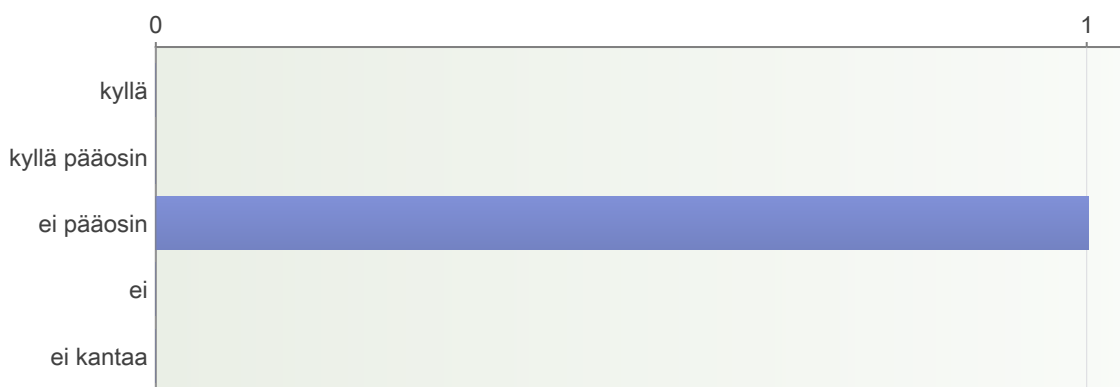 0 1
kyllä
kyllä pääosin
ei pääosin
ei
ei kantaa